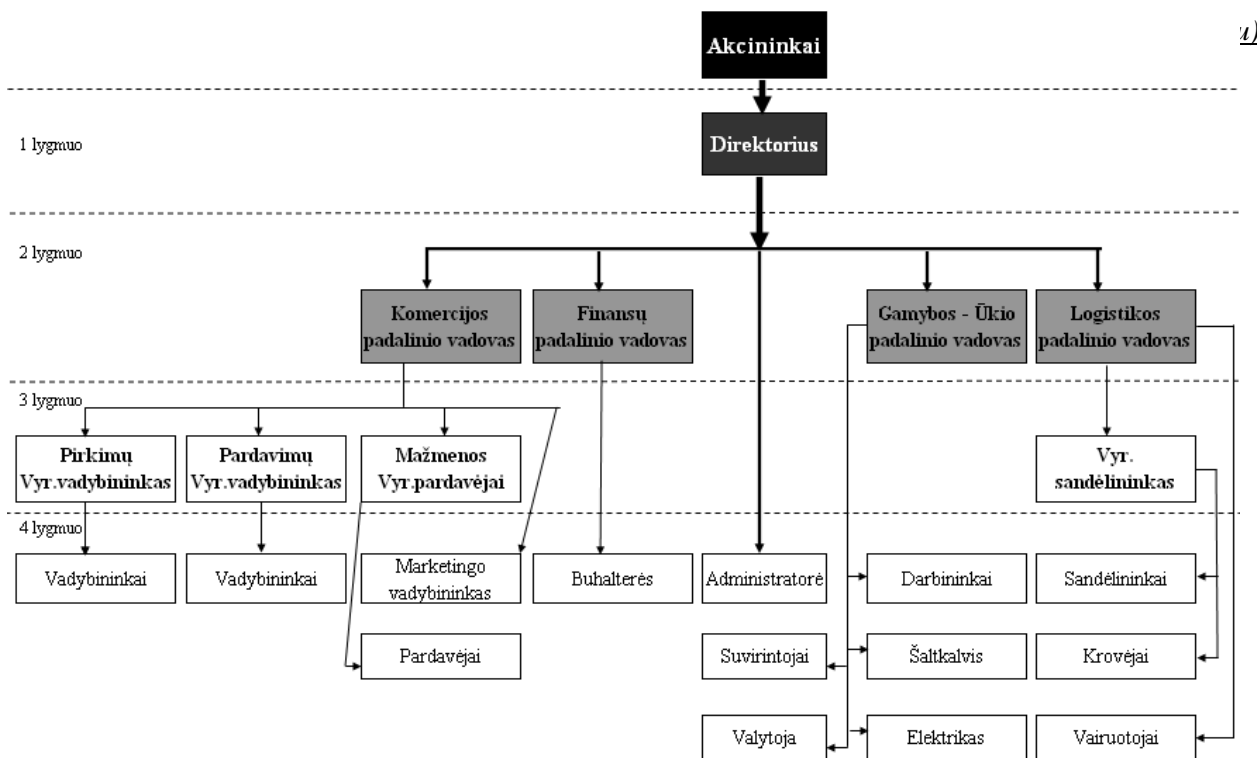 Akcininkai
u)
1 lygmuo
Direktorius
2 lygmuo
Komercijos
padalinio vadovas
Finansų
padalinio vadovas
Gamybos - Ūkio
padalinio vadovas
Logistikos
padalinio vadovas
3 lygmuo
Pirkimų
Vyr.vadybininkas
Pardavimų
Vyr.vadybininkas
Mažmenos
Vyr.pardavėjai
Vyr.
sandėlininkas
4 lygmuo
Vadybininkai
Vadybininkai
Marketingo
vadybininkas
Buhalterės
Administratorė
Darbininkai
Sandėlininkai
Pardavėjai
Suvirintojai
Šaltkalvis
Krovėjai
Valytoja
Elektrikas
Vairuotojai